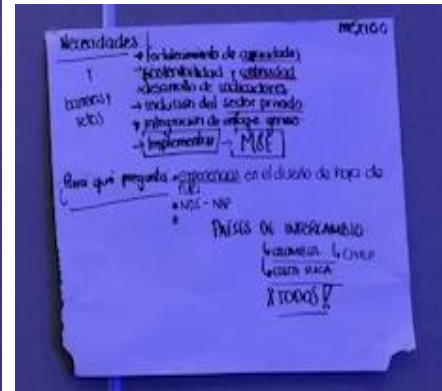 MÉXICO
Necesidades
→ fortalecimiento de capacidades
y → sostenibilidad y continuidad
→ desarrollo de indicadores
barreras y → inclusión del sector privado
retos → integración de enfoque género
→ Implementar → M&E
Para qué pregunta • experiencias en el diseño de hoja de
• NDC - NAP
PAÍSES DE INTERCAMBIO
↳ COLOMBIA ↳ CHILE
↳ COSTA RICA
X TODOS!